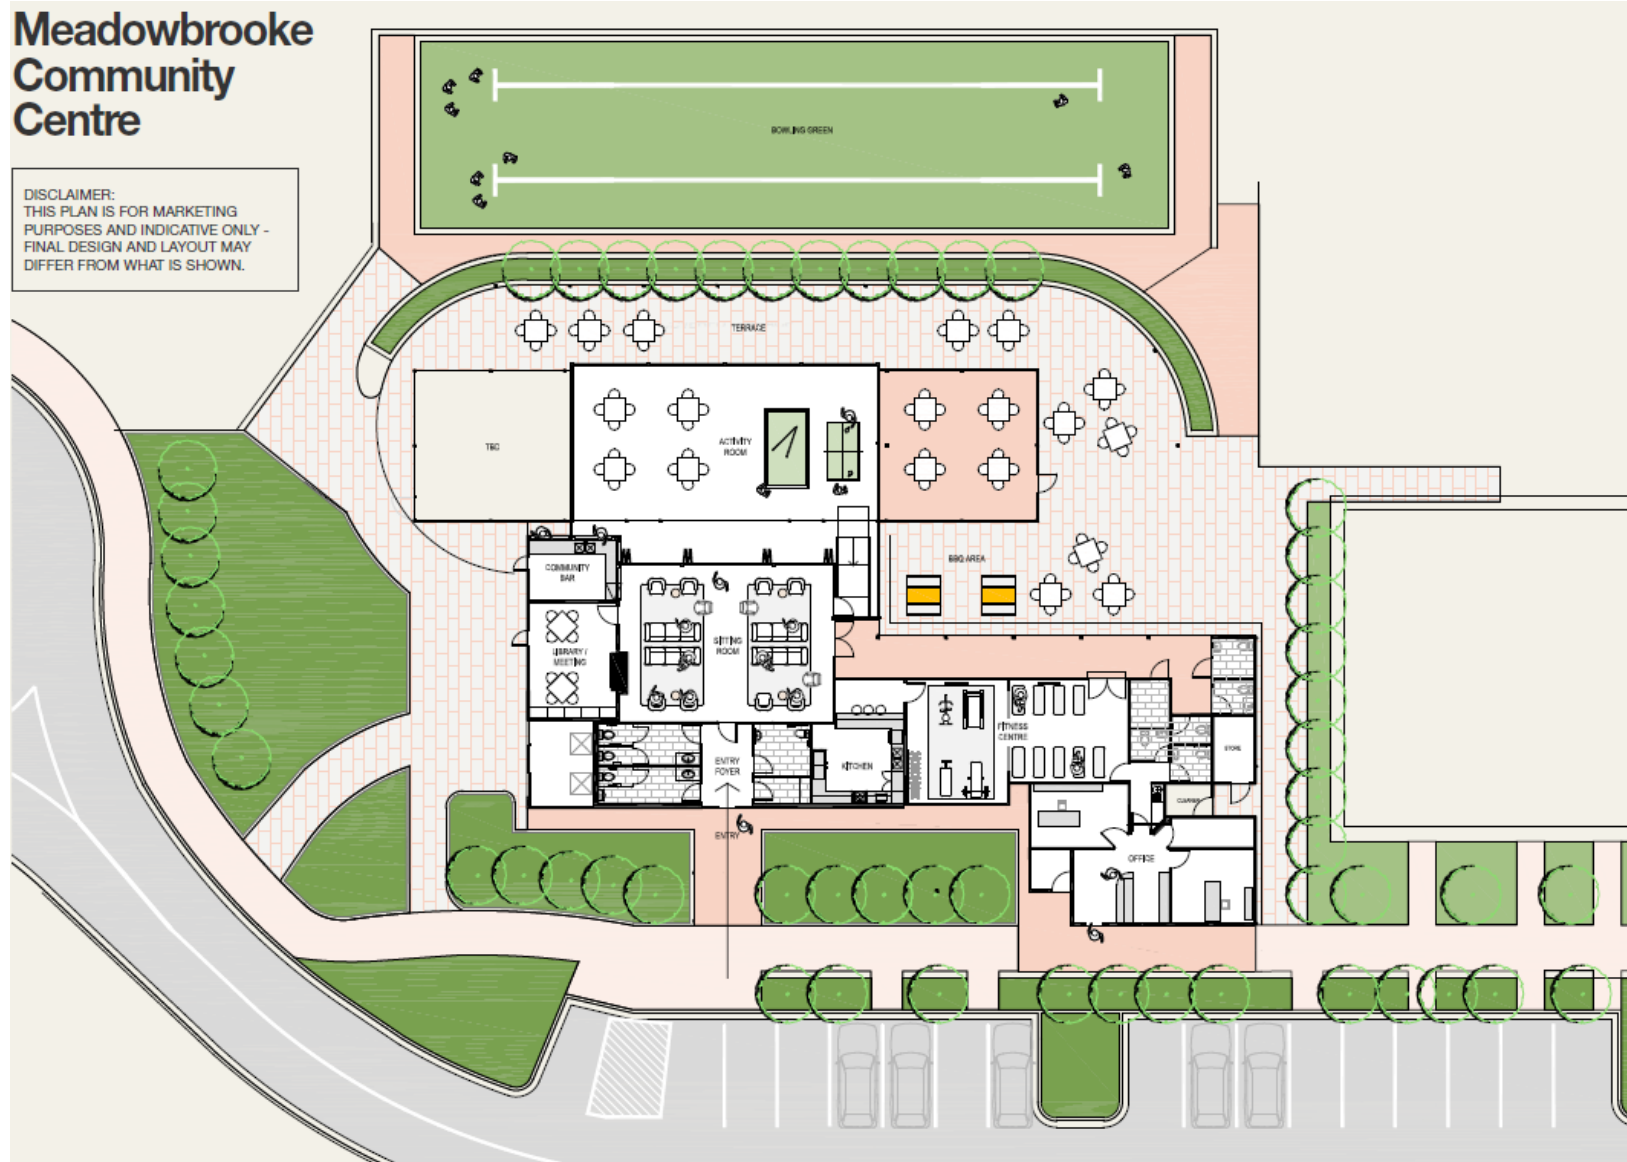 Meadowbrooke
Community
Centre
DISCLAIMER:
THIS PLAN IS FOR MARKETING
PURPOSES AND INDICATIVE ONLY -
FINAL DESIGN AND LAYOUT MAY
DIFFER FROM WHAT IS SHOWN.
BOWLING GREEN
TERRACE
TBC
ACTIVITY
ROOM
BBQ AREA
COMMUNITY
BAR
LIBRARY /
MEETING
SITTING
ROOM
FITNESS
CENTRE
STORE
ENTRY
FOYER
KITCHEN
CLEANER
ENTRY
OFFICE